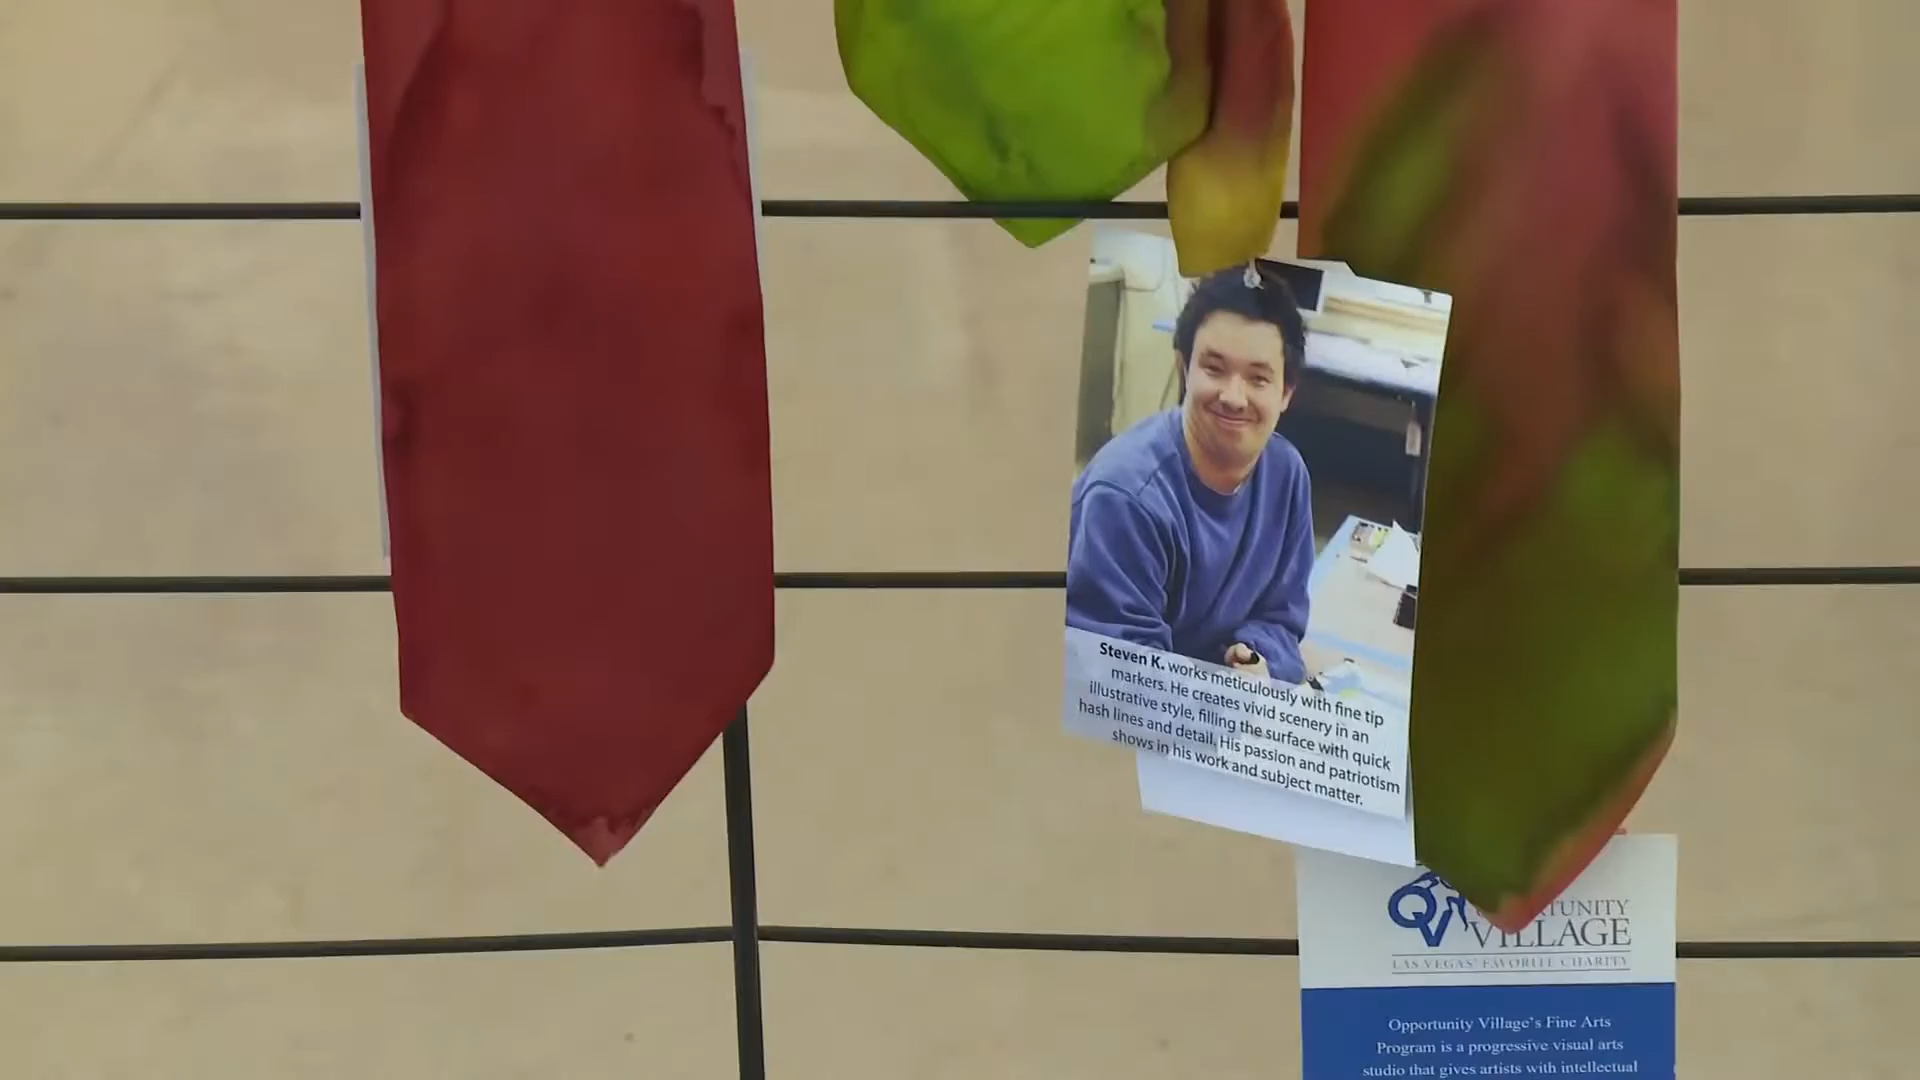 Steven K. works meticulously with fine tip
markers. He creates vivid scenery in an
illustrative style, filling the surface with quick
hash lines and detail. His passion and patriotism
shows in his work and subject matter.
OV
VILLAGE
LAS VEGAS' FAVORITE CHARITY
Opportunity Village's Fine Arts
Program is a progressive visual arts
studio that gives artists with intellectual